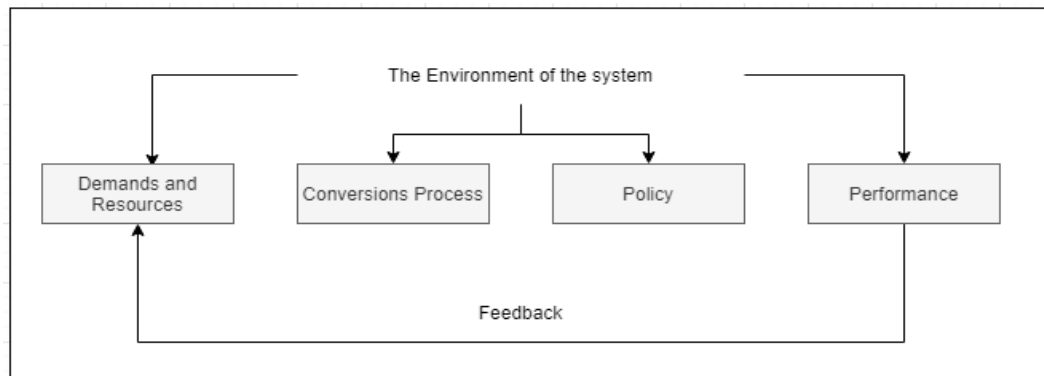 The Environment of the system
Demands and
Resources
Conversions Process
Policy
Performance
Feedback